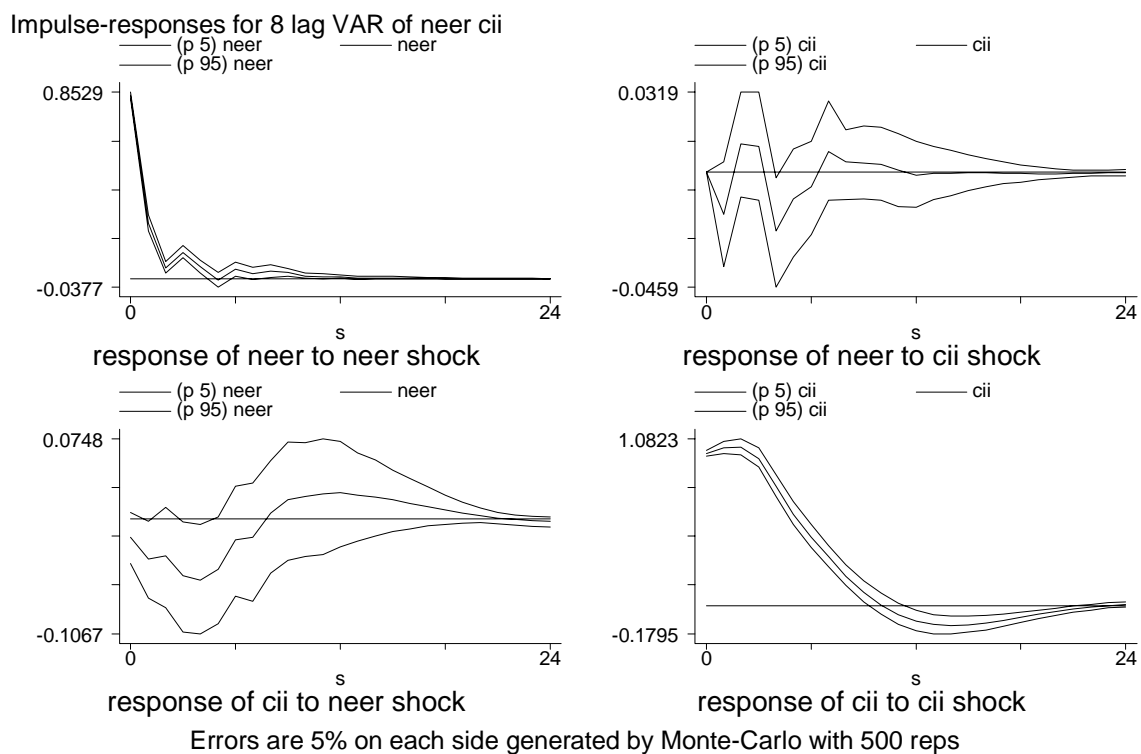 Impulse-responses for 8 lag VAR of neer cii
(p 5) neer neer
(p 95) neer
0.8529
-0.0377
0 24
s
response of neer to neer shock
(p 5) cii cii
(p 95) cii
0.0319
-0.0459
0 24
s
response of neer to cii shock
(p 5) neer neer
(p 95) neer
0.0748
-0.1067
0 24
s
response of cii to neer shock
(p 5) cii cii
(p 95) cii
1.0823
-0.1795
0 24
s
response of cii to cii shock
Errors are 5% on each side generated by Monte-Carlo with 500 reps